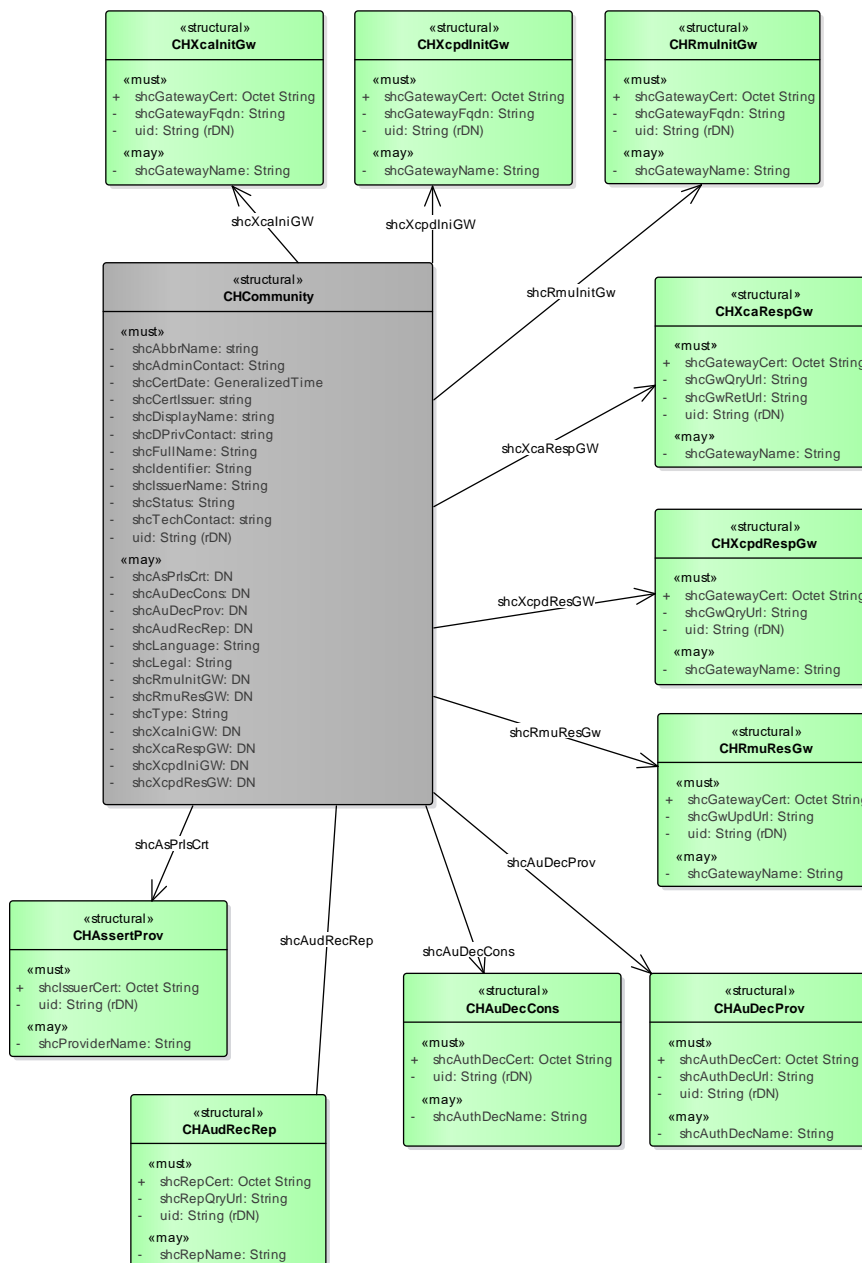 «structural»
CHXcaInitGw
«must»
+ shcGatewayCert: Octet String
- shcGatewayFqdn: String
- uid: String (rDN)
«may»
- shcGatewayName: String
«structural»
CHXcpdInitGw
«must»
+ shcGatewayCert: Octet String
- shcGatewayFqdn: String
- uid: String (rDN)
«may»
- shcGatewayName: String
«structural»
CHRmuInitGw
«must»
+ shcGatewayCert: Octet String
- shcGatewayFqdn: String
- uid: String (rDN)
«may»
- shcGatewayName: String
shcXcaIniGW
shcXcpdIniGW
shcRmuInitGw
«structural»
CHCommunity
«must»
- shcAbbrName: string
- shcAdminContact: String
- shcCertDate: GeneralizedTime
- shcCertIssuer: string
- shcDisplayName: string
- shcDPrivContact: string
- shcFullName: String
- shcIdentifier: String
- shcIssuerName: String
- shcStatus: String
- shcTechContact: string
- uid: String (rDN)
«may»
- shcAsPrIsCrt: DN
- shcAuDecCons: DN
- shcAuDecProv: DN
- shcAudRecRep: DN
- shcLanguage: String
- shcLegal: String
- shcRmuInitGW: DN
- shcRmuResGW: DN
- shcType: String
- shcXcaIniGW: DN
- shcXcaRespGW: DN
- shcXcpdIniGW: DN
- shcXcpdResGW: DN
«structural»
CHXcaRespGw
«must»
+ shcGatewayCert: Octet String
- shcGwQryUrl: String
- shcGwRetUrl: String
- uid: String (rDN)
«may»
- shcGatewayName: String
shcXcaRespGW
«structural»
CHXcpdRespGw
«must»
+ shcGatewayCert: Octet String
- shcGwQryUrl: String
- uid: String (rDN)
«may»
- shcGatewayName: String
shcXcpdResGW
shcRmuResGw
«structural»
CHRmuResGw
«must»
+ shcGatewayCert: Octet String
- shcGwUpdUrl: String
- uid: String (rDN)
«may»
- shcGatewayName: String
shcAsPrIsCrt
shcAudRecRep
shcAuDecCons
shcAuDecProv
«structural»
CHAssertProv
«must»
+ shcIssuerCert: Octet String
- uid: String (rDN)
«may»
- shcProviderName: String
«structural»
CHAuDecCons
«must»
+ shcAuthDecCert: Octet String
- uid: String (rDN)
«may»
- shcAuthDecName: String
«structural»
CHAuDecProv
«must»
+ shcAuthDecCert: Octet String
- shcAuthDecUrl: String
- uid: String (rDN)
«may»
- shcAuthDecName: String
«structural»
CHAudRecRep
«must»
+ shcRepCert: Octet String
- shcRepQryUrl: String
- uid: String (rDN)
«may»
- shcRepName: String